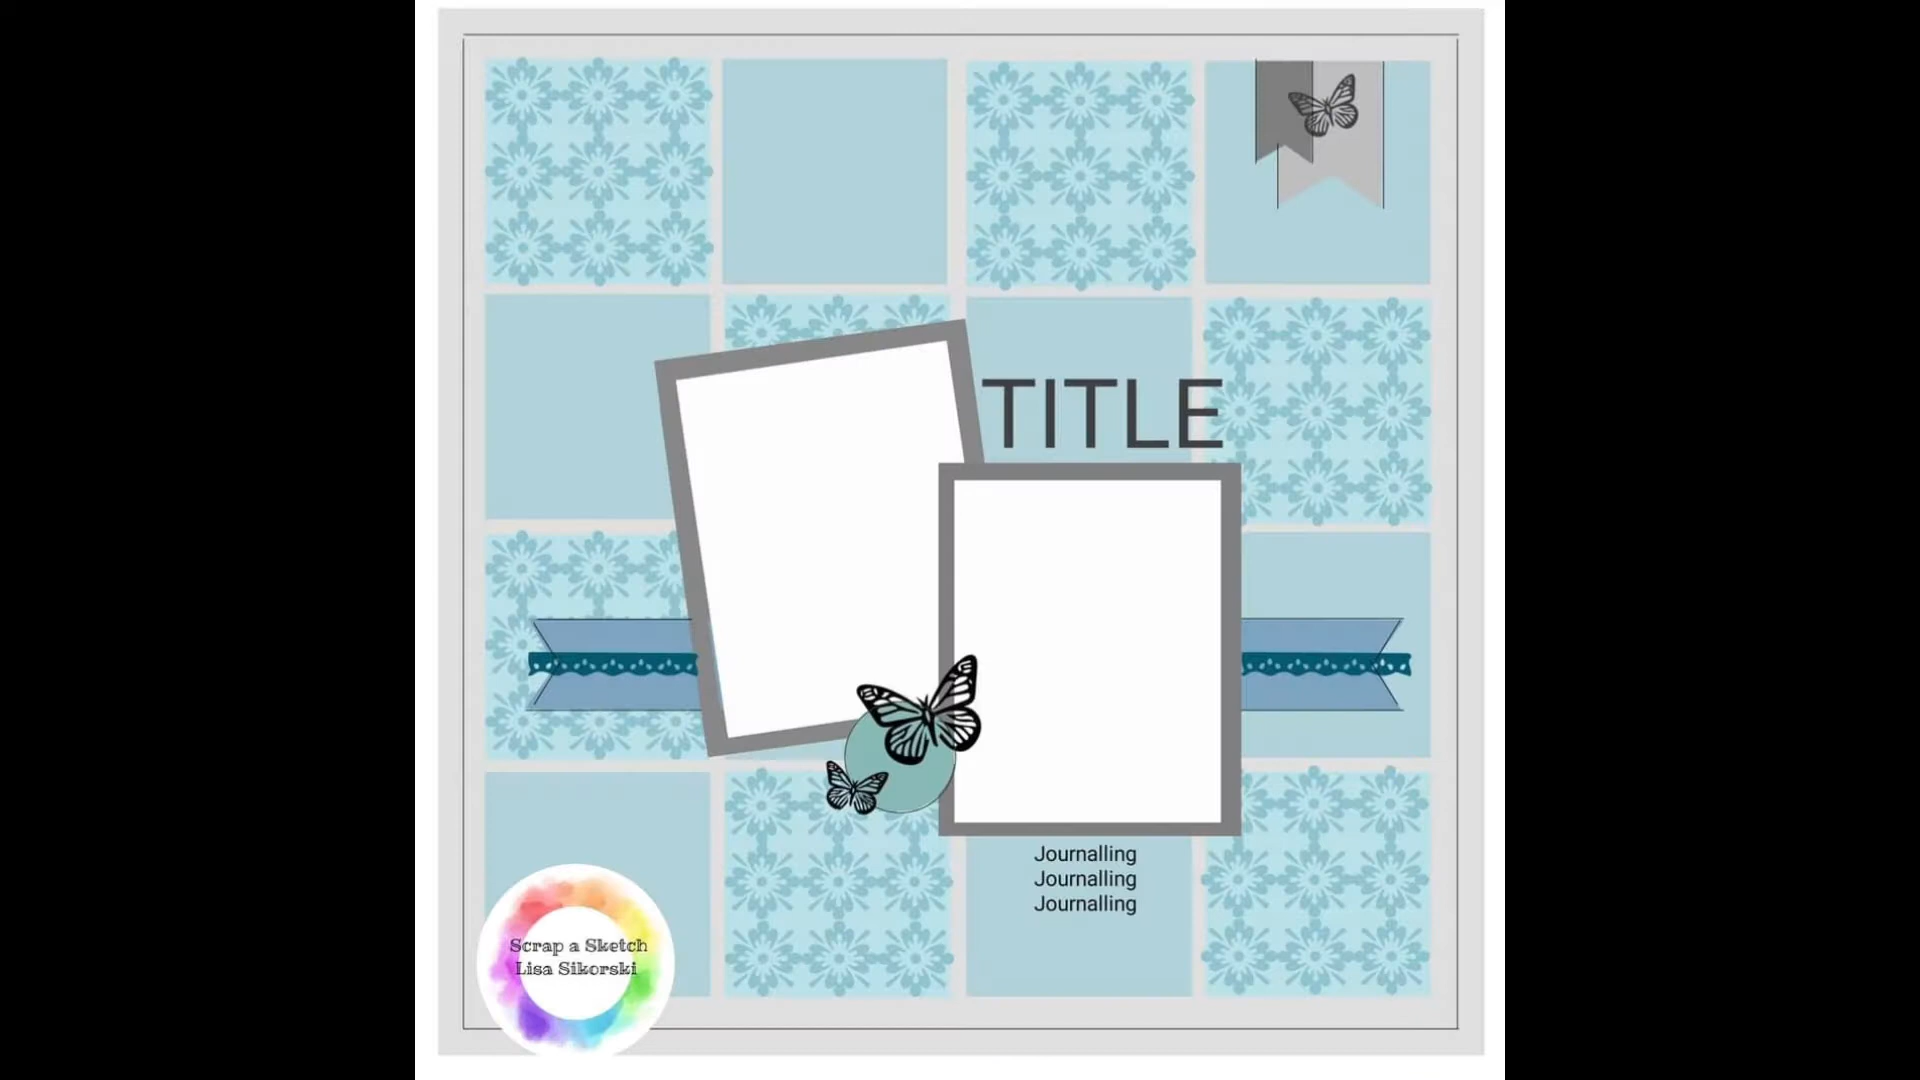 TITLE
Journalling
Journalling
Journalling
Scrap a Sketch
Lisa Sikorski